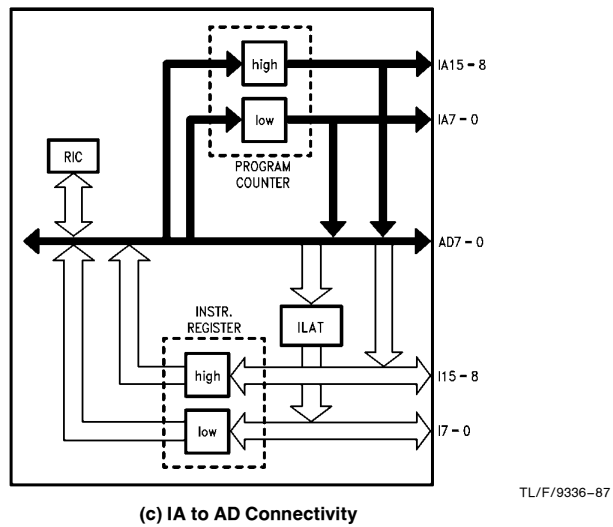 high
IA15 – 8
low
IA7 – 0
RIC
PROGRAM
COUNTER
AD7 – 0
INSTR.
REGISTER
ILAT
high
I15 – 8
low
I7 – 0
TL/F/9336–87
(c) IA to AD Connectivity